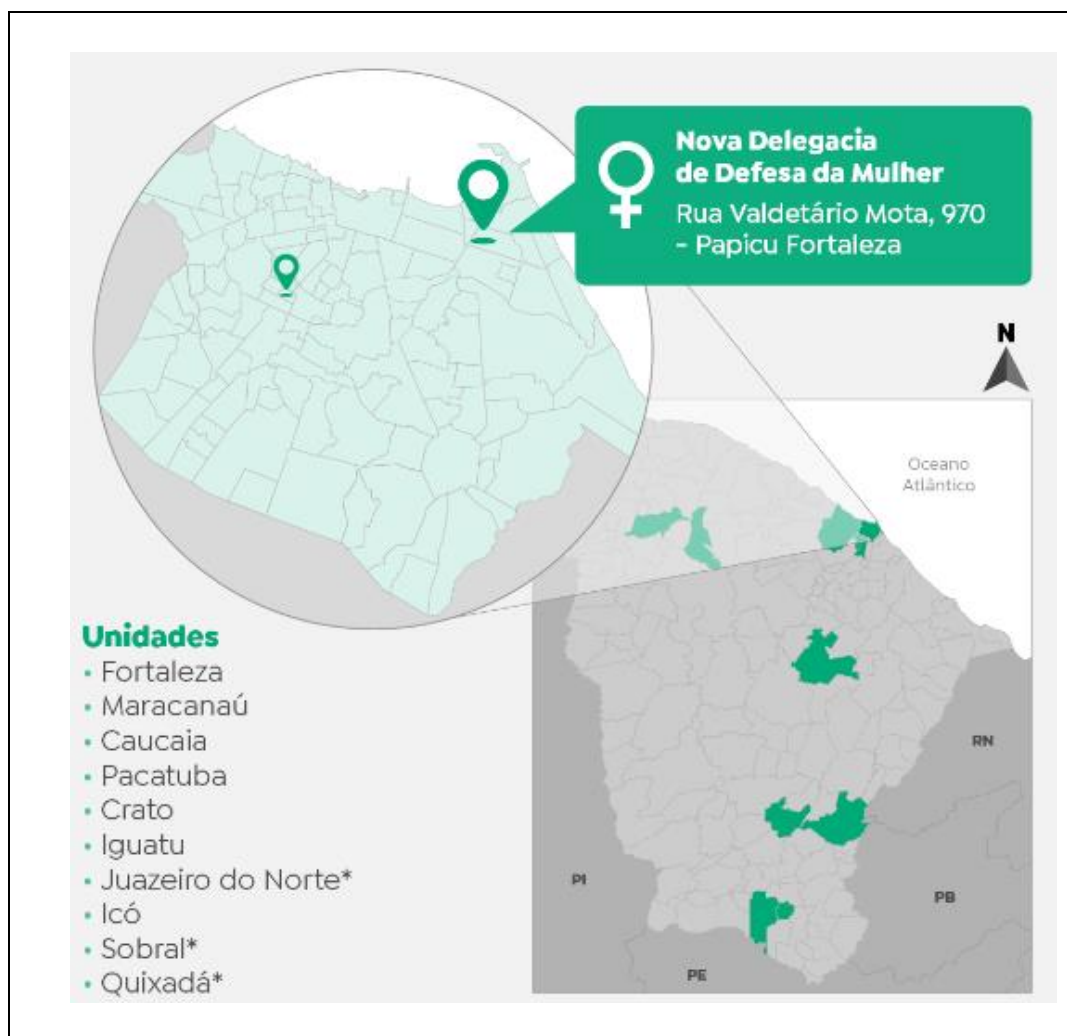 Nova Delegacia
de Defesa da Mulher
Rua Valdetário Mota, 970
- Papicu Fortaleza
N
Oceano
Atlântico
RN
PI
PB
PE
Unidades
• Fortaleza
• Maracanaú
• Caucaia
• Pacatuba
• Crato
• Iguatu
• Juazeiro do Norte*
• Icó
• Sobral*
• Quixadá*